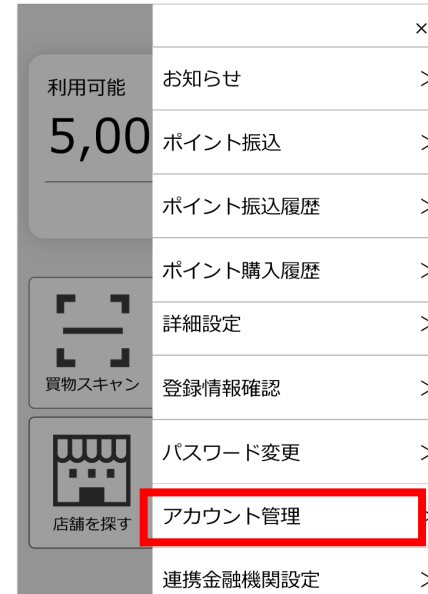 ×
お知らせ
利用可能
5,00
ポイント振込
ポイント振込履歴
ポイント購入履歴
詳細設定
買物スキャン
登録情報確認
パスワード変更
アカウント管理
店舗を探す
連携金融機関設定